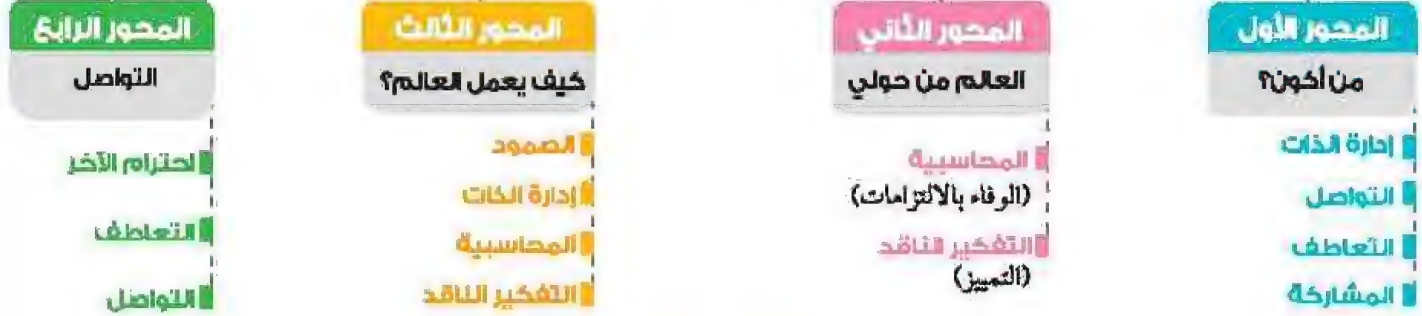 المحور الأول
من أكون؟
إدارة الذات
التواصل
التعاطف
المشاركة
المحور الثاني
العالم من حولي
المحاسبية
(الوفاء بالالتزامات)
التفكير الناقد
(التمييز)
المحور الثالث
كيف يعمل العالم؟
الصمود
إدارة الذات
المحاسبية
التفكير الناقد
المحور الرابع
التواصل
احترام الآخر
التعاطف
التواصل